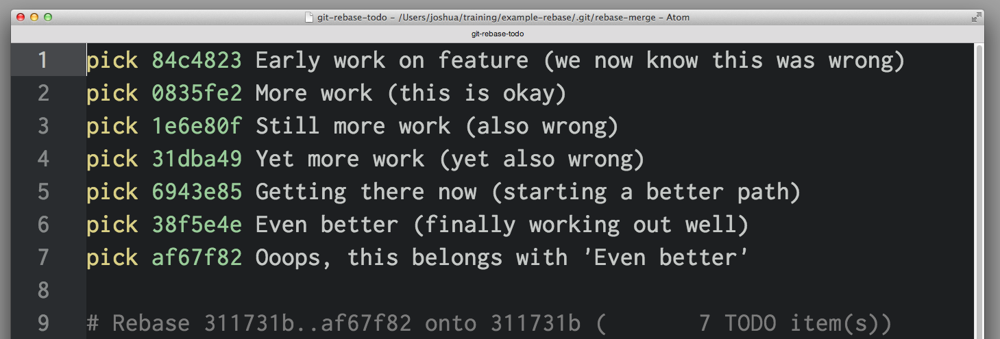 git-rebase-todo – /Users/joshua/training/example-rebase/.git/rebase-merge – Atom
git-rebase-todo
1 pick 84c4823 Early work on feature (we now know this was wrong)
2 pick 0835fe2 More work (this is okay)
3 pick 1e6e80f Still more work (also wrong)
4 pick 31dba49 Yet more work (yet also wrong)
5 pick 6943e85 Getting there now (starting a better path)
6 pick 38f5e4e Even better (finally working out well)
7 pick af67f82 Ooops, this belongs with 'Even better'
8
9 # Rebase 311731b..af67f82 onto 311731b (       7 TODO item(s))